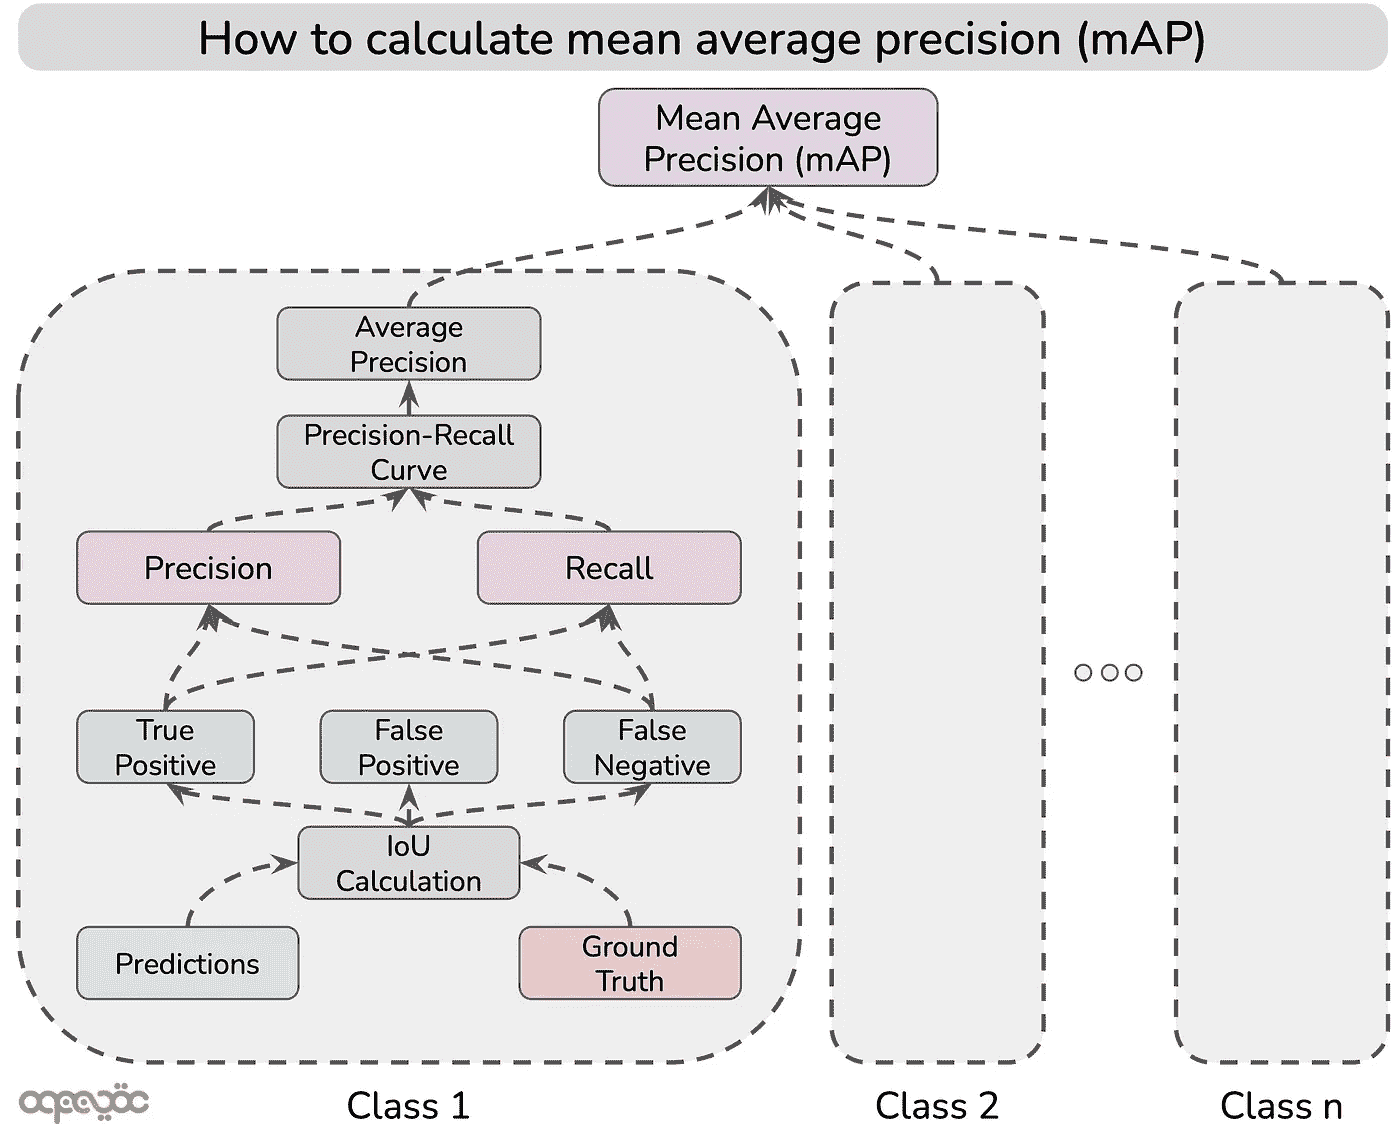 How to calculate mean average precision (mAP)
Mean Average
Precision (mAP)
Average
Precision
Precision-Recall
Curve
Precision
Recall
True
Positive
False
Positive
False
Negative
IoU
Calculation
Predictions
Ground
Truth
Class 1
Class 2
Class n